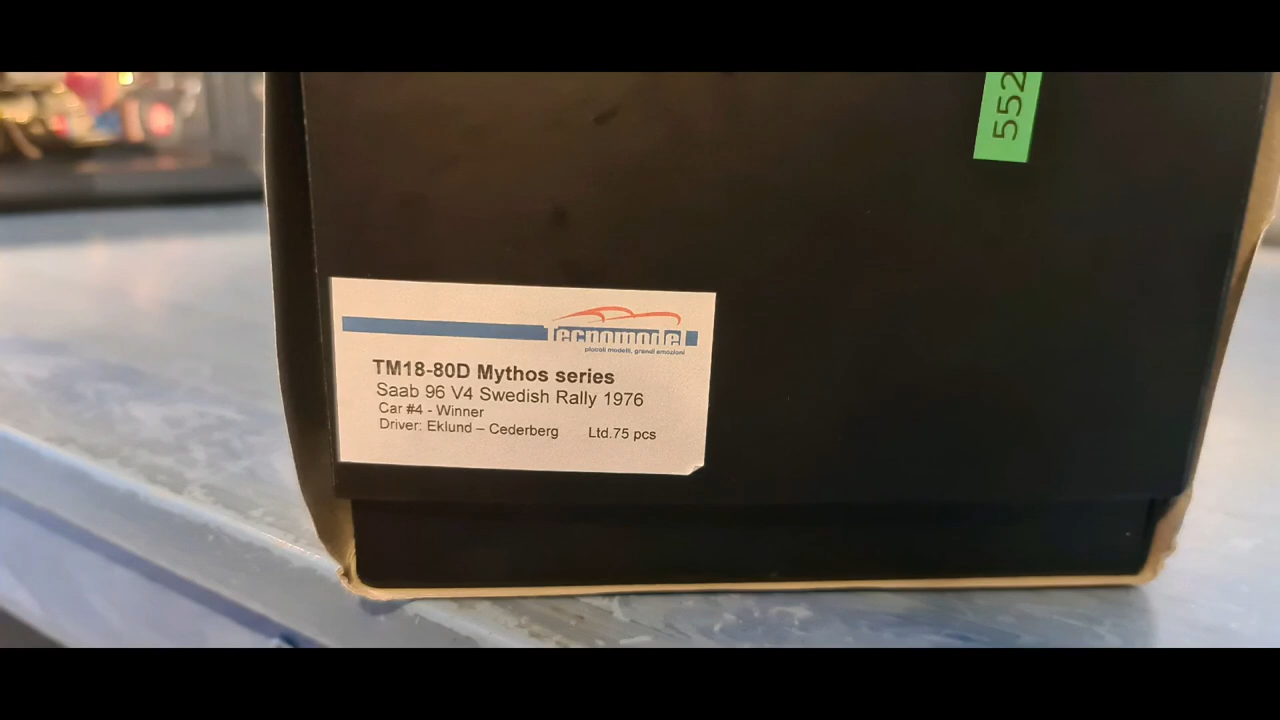 552
Tecnomodel
piccoli modelli, grandi emozioni
TM18-80D Mythos series
Saab 96 V4 Swedish Rally 1976
Car #4 - Winner
Driver: Eklund – Cederberg Ltd.75 pcs